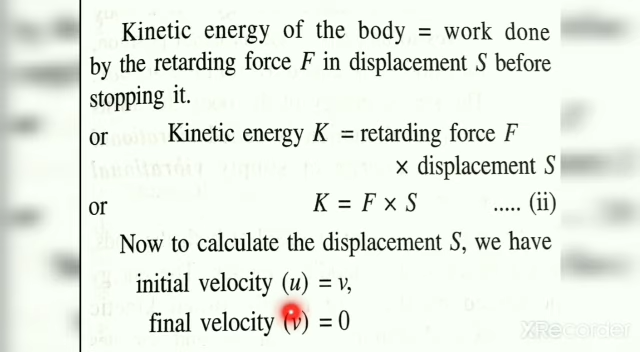 Kinetic energy of the body = work done
by the retarding force F in displacement S before
stopping it.
or Kinetic energy K = retarding force F
× displacement S
or K = F × S ..... (ii)
Now to calculate the displacement S, we have
initial velocity (u) = v,
final velocity (v) = 0
XRecorder